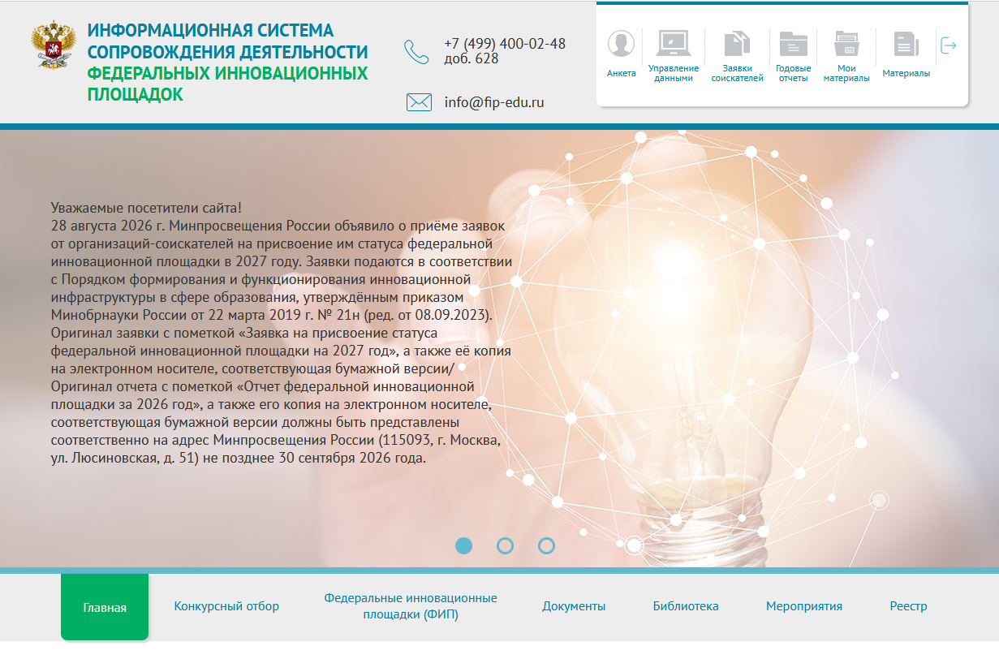 ИНФОРМАЦИОННАЯ СИСТЕМА
СОПРОВОЖДЕНИЯ ДЕЯТЕЛЬНОСТИ
ФЕДЕРАЛЬНЫХ ИННОВАЦИОННЫХ
ПЛОЩАДОК
+7 (499) 400-02-48
доб. 628
info@fip-edu.ru
Анкета
Управление
данными
Заявки
соискателей
Годовые
отчеты
Мои
материалы
Материалы
Уважаемые посетители сайта!
28 августа 2026 г. Минпросвещения России объявило о приёме заявок
от организаций-соискателей на присвоение им статуса федеральной
инновационной площадки в 2027 году. Заявки подаются в соответствии
с Порядком формирования и функционирования инновационной
инфраструктуры в сфере образования, утверждённым приказом
Минобрнауки России от 22 марта 2019 г. № 21н (ред. от 08.09.2023).
Оригинал заявки с пометкой «Заявка на присвоение статуса
федеральной инновационной площадки на 2027 год», а также её копия
на электронном носителе, соответствующая бумажной версии/
Оригинал отчета с пометкой «Отчет федеральной инновационной
площадки за 2026 год», а также его копия на электронном носителе,
соответствующая бумажной версии должны быть представлены
соответственно на адрес Минпросвещения России (115093, г. Москва,
ул. Люсиновская, д. 51) не позднее 30 сентября 2026 года.
Главная
Конкурсный отбор
Федеральные инновационные
площадки (ФИП)
Документы
Библиотека
Мероприятия
Реестр